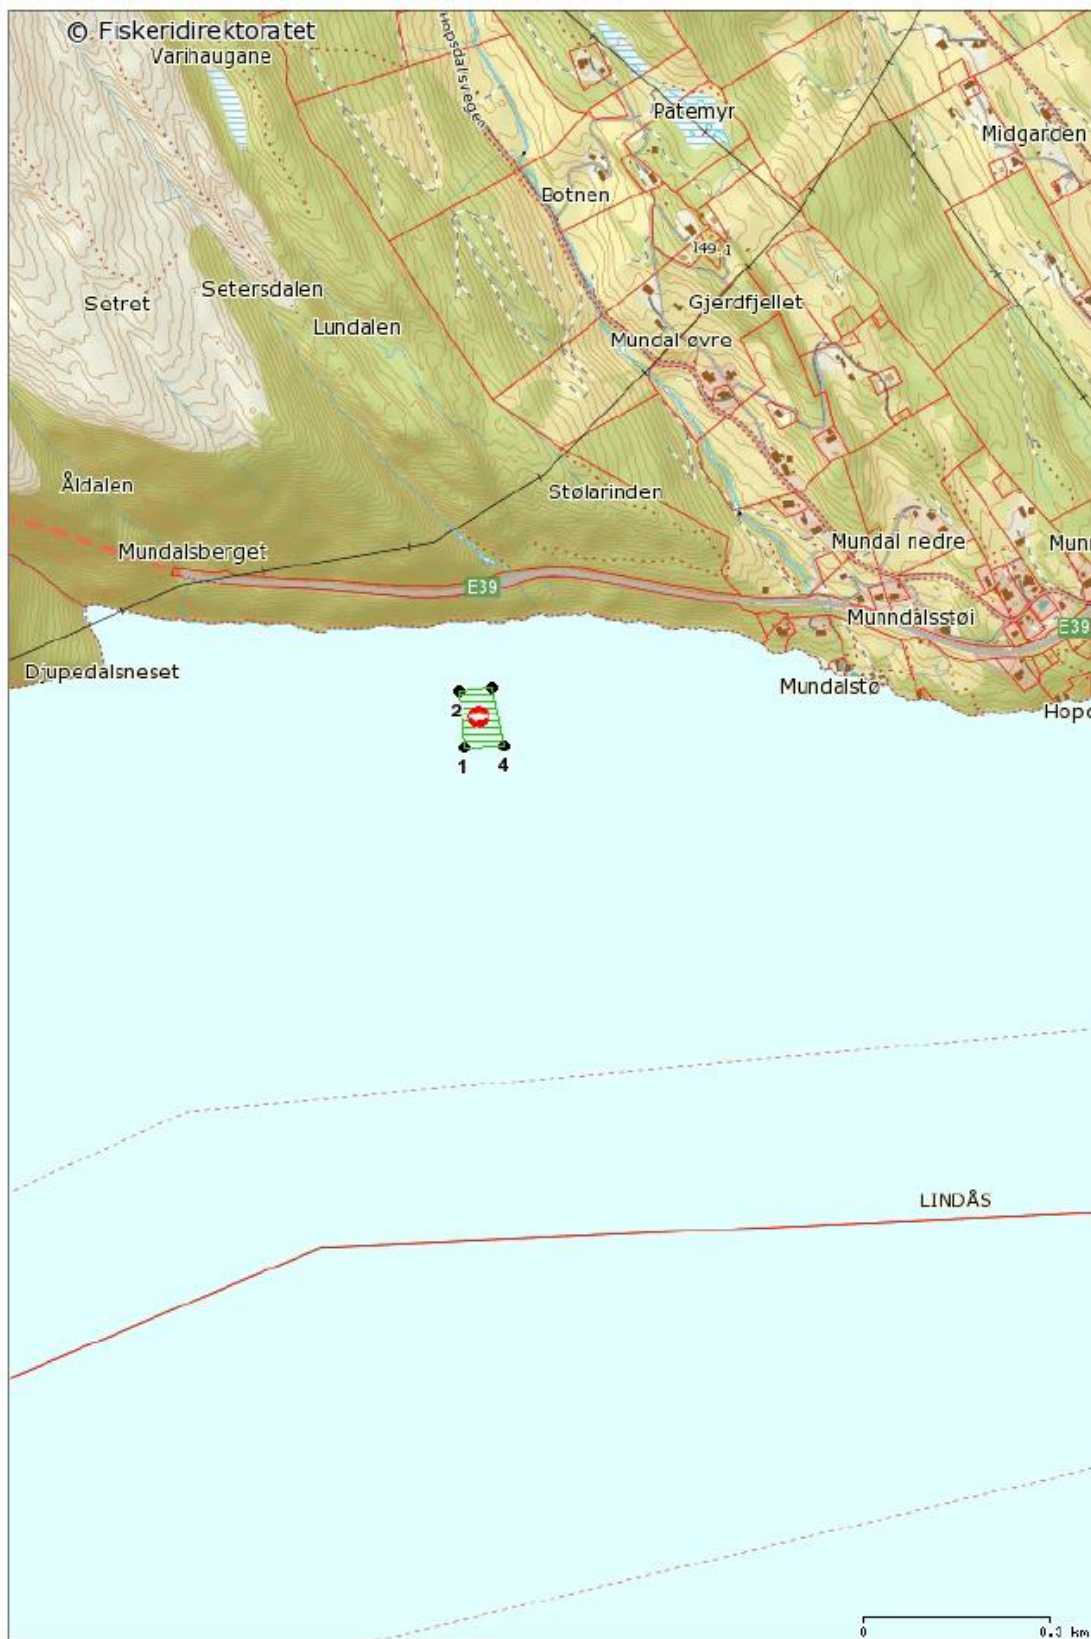 © Fiskeridirektoratet
Varihaugane
Hopsdalsvegen
Patemyr
Midgarden
Botnen
149-1
Setersdalen
Setret
Gjerdfjellet
Lundalen
Mundal øvre
Åldalen
Stølarinden
Mundalsberget
Mundal nedre
E39
Munndalsstøi
E39
Djupedalsneset
Mundalstø
2
1
4
LINDÅS
0 0.3 km